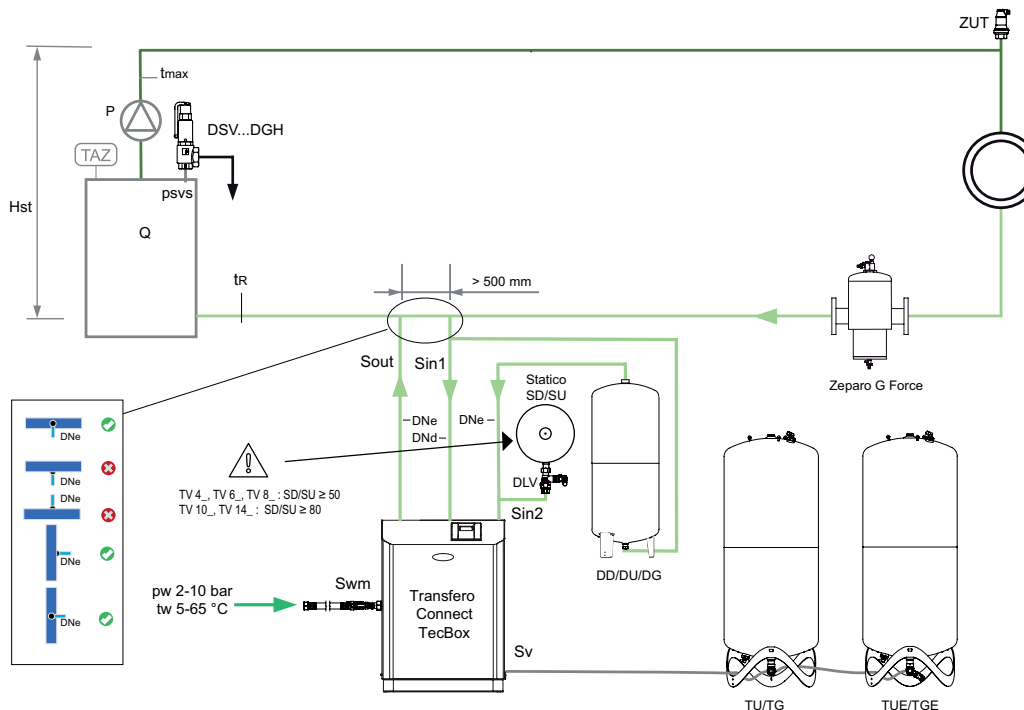 ZUT
tmax
P
DSV...DGH
TAZ
psvs
Hst
Q
tR
> 500 mm
Zeparo G Force
Sout
Sin1
Statico
SD/SU
DNe
DNd
DNe
DLV
Sin2
DD/DU/DG
TV 4_, TV 6_, TV 8_ : SD/SU ≥ 50
TV 10_, TV 14_ : SD/SU ≥ 80
DNe
DNe
DNe
DNe
DNe
pw 2-10 bar
tw 5-65 °C
Swm
Transfero
Connect
TecBox
Sv
TU/TG
TUE/TGE